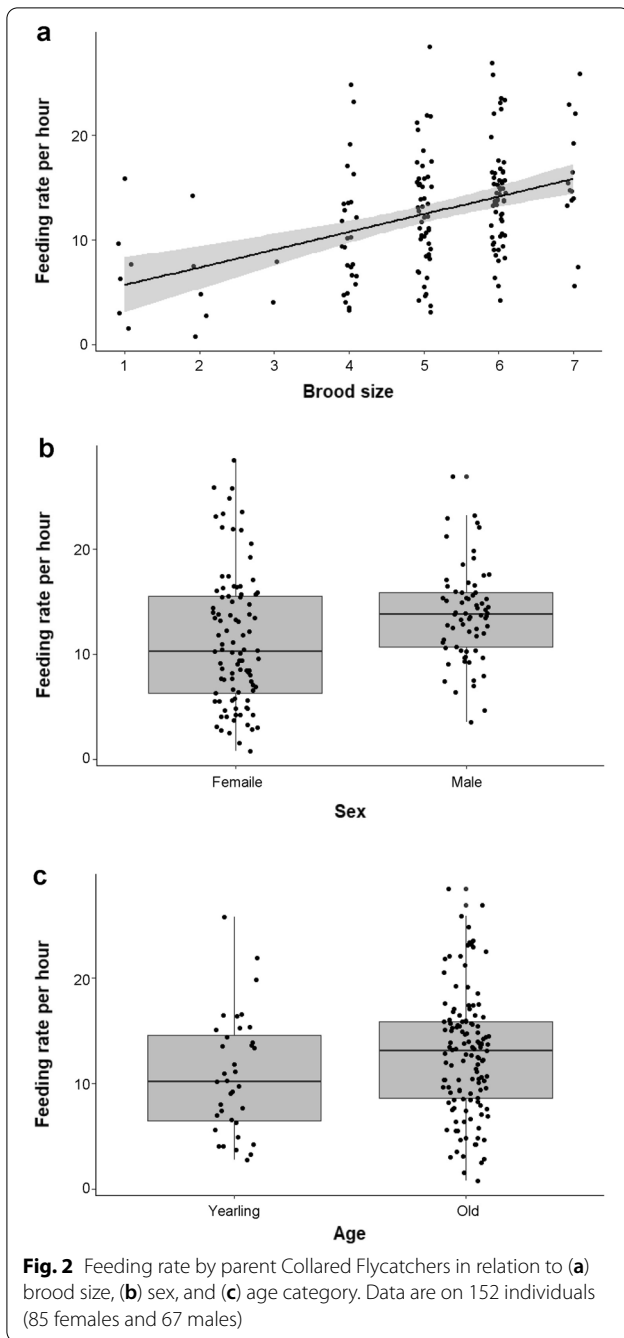 a
Feeding rate per hour
20
10
0
1 2 3 4 5 6 7
Brood size
b
Feeding rate per hour
20
10
0
Femaile Male
Sex
c
Feeding rate per hour
20
10
0
Yearling Old
Age
Fig. 2 Feeding rate by parent Collared Flycatchers in relation to (a)
brood size, (b) sex, and (c) age category. Data are on 152 individuals
(85 females and 67 males)